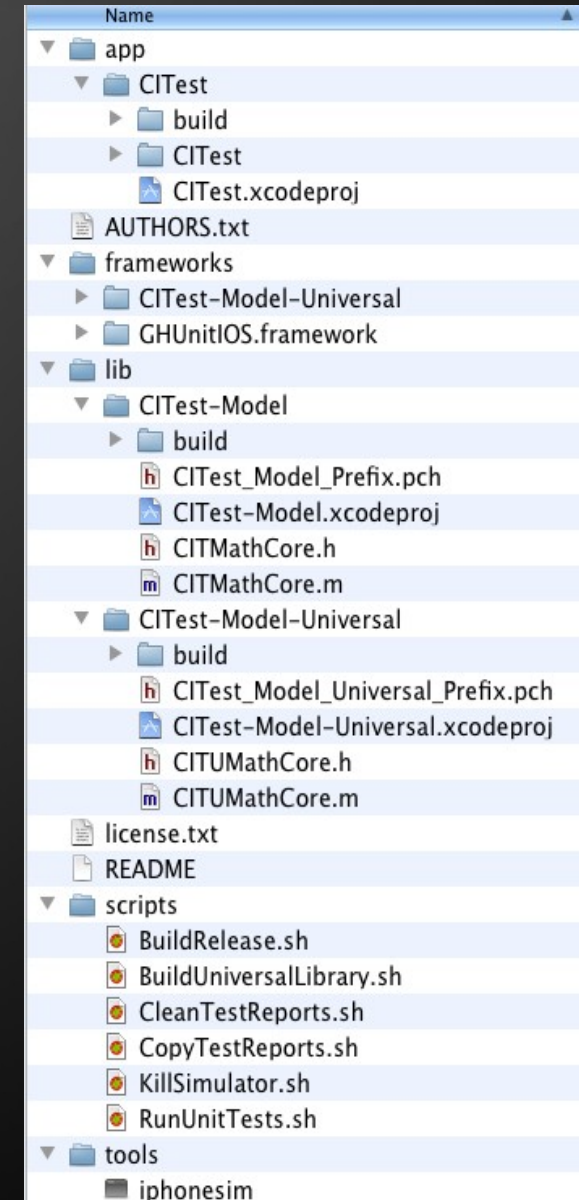 Name
app
CITest
build
CITest
CITest.xcodeproj
AUTHORS.txt
frameworks
CITest-Model-Universal
GHUnitIOS.framework
lib
CITest-Model
build
h CITest_Model_Prefix.pch
CITest-Model.xcodeproj
h CITMathCore.h
m CITMathCore.m
CITest-Model-Universal
build
h CITest_Model_Universal_Prefix.pch
CITest-Model-Universal.xcodeproj
h CITUMathCore.h
m CITUMathCore.m
license.txt
README
scripts
BuildRelease.sh
BuildUniversalLibrary.sh
CleanTestReports.sh
CopyTestReports.sh
KillSimulator.sh
RunUnitTests.sh
tools
iphonesim